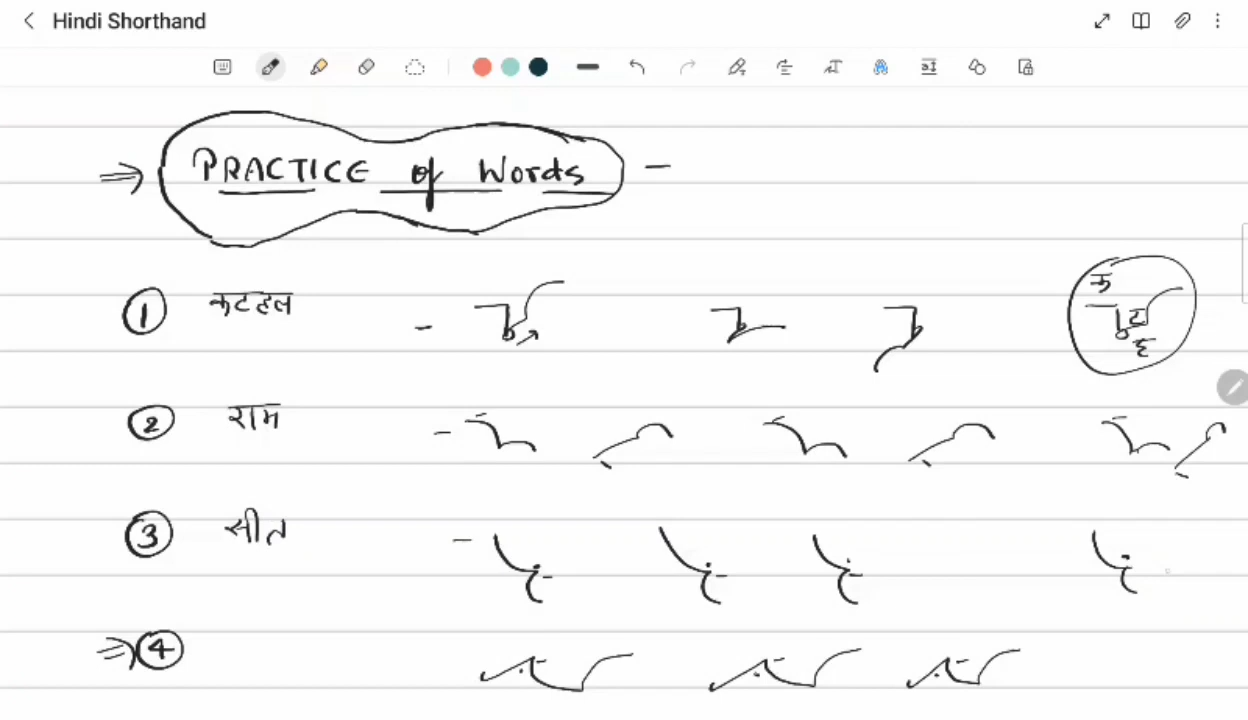 Hindi Shorthand
⇒ PRACTICE of Words –
① कटहल –
क
ट
ह
② राम –
③ सीत –
⇒ ④